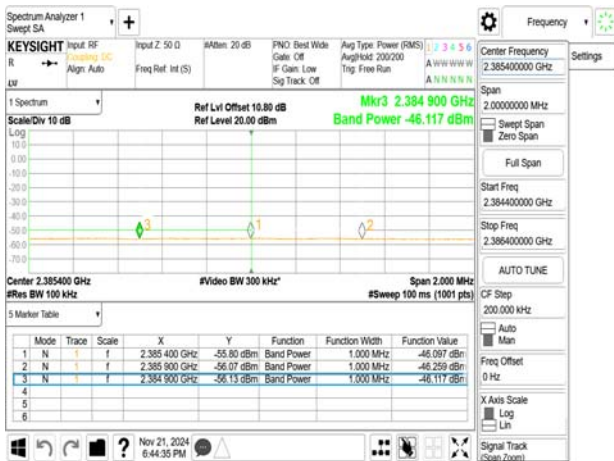 Spectrum Analyzer 1
Swept SA
Frequency
Settings
KEYSIGHT
Input: RF
Coupling: DC
Align: Auto
Input Z: 50 Ω
Freq Ref: Int (S)
#Atten: 20 dB
PNO: Best Wide
Gate: Off
IF Gain: Low
Sig Track: Off
Avg Type: Power (RMS)
Avg|Hold: 200/200
Trig: Free Run
1 2 3 4 5 6
A W W W W W
A N N N N N
R
1 Spectrum
Scale/Div 10 dB
Log
Ref Lvl Offset 10.80 dB
Ref Level 20.00 dBm
Mkr3 2.384 900 GHz
Band Power -46.117 dBm
10.0
0.00
-10.0
-20.0
-30.0
-40.0
-50.0
-60.0
-70.0
3
1
2
Center 2.385400 GHz
#Res BW 100 kHz
#Video BW 300 kHz*
Span 2.000 MHz
#Sweep 100 ms (1001 pts)
5 Marker Table
Mode Trace Scale X Y Function Function Width Function Value
1 N 1 f 2.385 400 GHz -55.80 dBm Band Power 1.000 MHz -46.097 dBm
2 N 1 f 2.385 900 GHz -56.07 dBm Band Power 1.000 MHz -46.259 dBm
3 N 1 f 2.384 900 GHz -56.13 dBm Band Power 1.000 MHz -46.117 dBm
4
5
6
Nov 21, 2024
6:44:35 PM
Center Frequency
2.385400000 GHz
Span
2.00000000 MHz
Swept Span
Zero Span
Full Span
Start Freq
2.384400000 GHz
Stop Freq
2.386400000 GHz
AUTO TUNE
CF Step
200.000 kHz
Auto
Man
Freq Offset
0 Hz
X Axis Scale
Log
Lin
Signal Track
(Span Zoom)